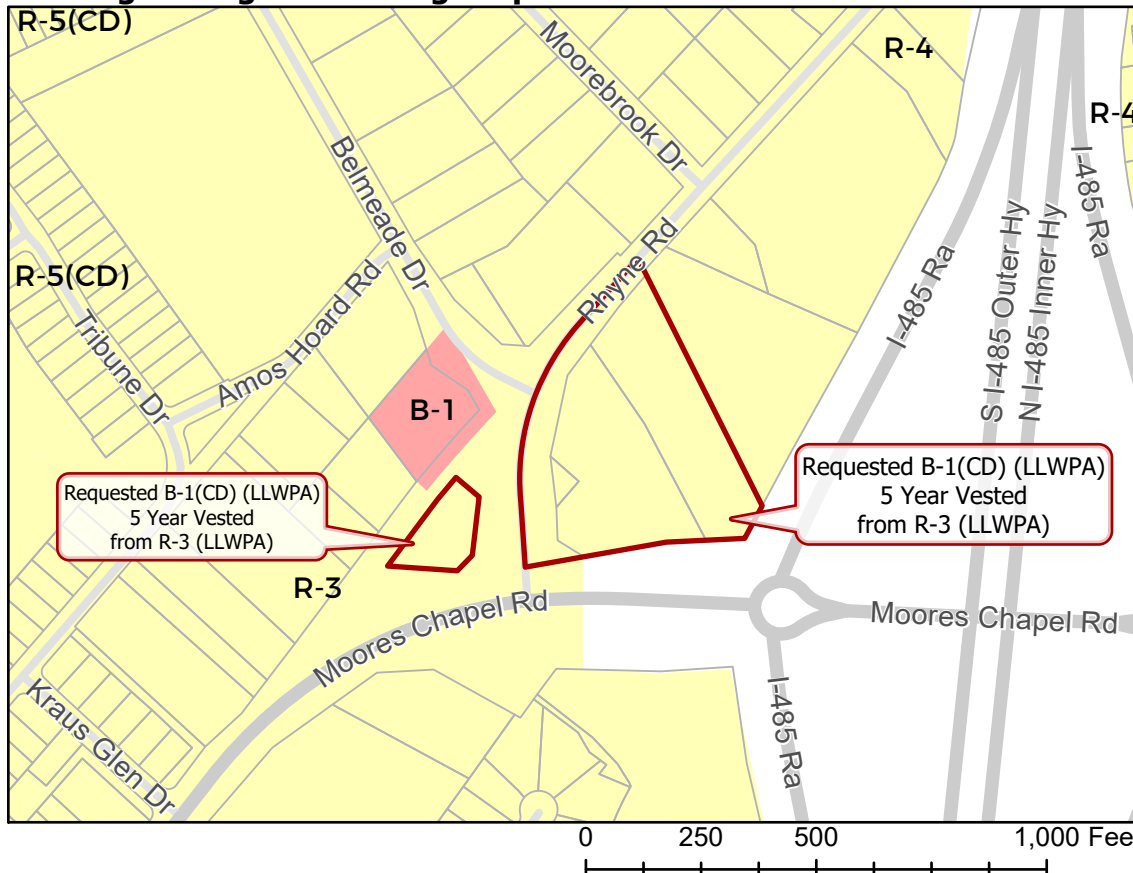 R-5(CD)
R-4
Moorebrook Dr
R-4
Belmeade Dr
I-485 Ra
Rhyne Rd
I-485 Ra
S I-485 Outer Hy
N I-485 Inner Hy
R-5(CD)
Amos Hoard Rd
Tribune Dr
B-1
Requested B-1(CD) (LLWPA)
5 Year Vested
from R-3 (LLWPA)
Requested B-1(CD) (LLWPA)
5 Year Vested
from R-3 (LLWPA)
R-3
Moores Chapel Rd
Moores Chapel Rd
Kraus Glen Dr
I-485 Ra
0 250 500 1,000 Fee